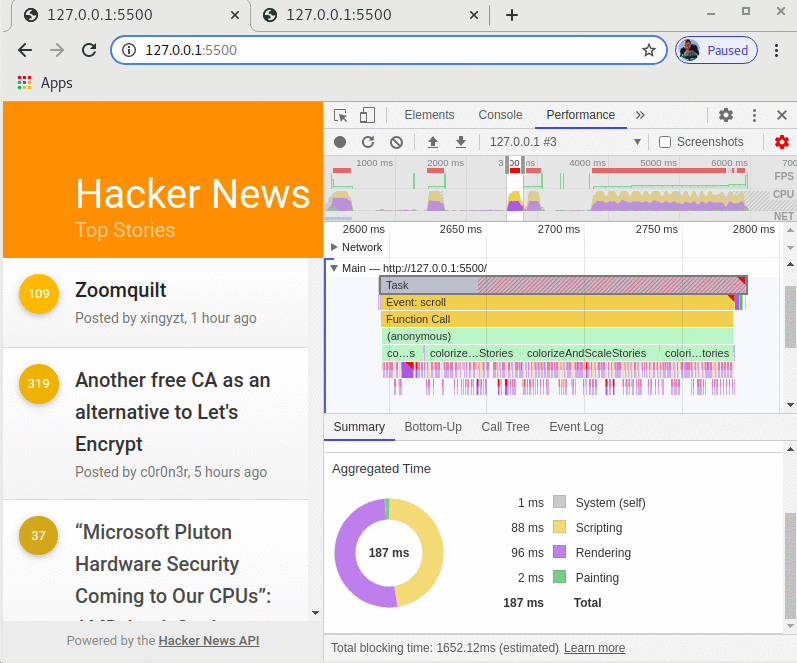 127.0.0.1:5500
127.0.0.1:5500
127.0.0.1:5500
Paused
Apps
Hacker News
Top Stories
109
Zoomquilt
Posted by xingyzt, 1 hour ago
319
Another free CA as an
alternative to Let's
Encrypt
Posted by c0r0n3r, 5 hours ago
37
“Microsoft Pluton
Hardware Security
Coming to Our CPUs”:
Powered by the Hacker News API
Elements Console Performance
127.0.0.1 #3
Screenshots
1000 ms 2000 ms 3 00 ms 4000 ms 5000 ms 6000 ms 700
FPS
CPU
NET
2600 ms 2650 ms 2700 ms 2750 ms 2800 ms
Network
Main — http://127.0.0.1:5500/
Task
Event: scroll
Function Call
(anonymous)
co…s colorize…Stories colorizeAndScaleStories colori…tories
Summary Bottom-Up Call Tree Event Log
Aggregated Time
187 ms
1 ms System (self)
88 ms Scripting
96 ms Rendering
2 ms Painting
187 ms Total
Total blocking time: 1652.12ms (estimated) Learn more